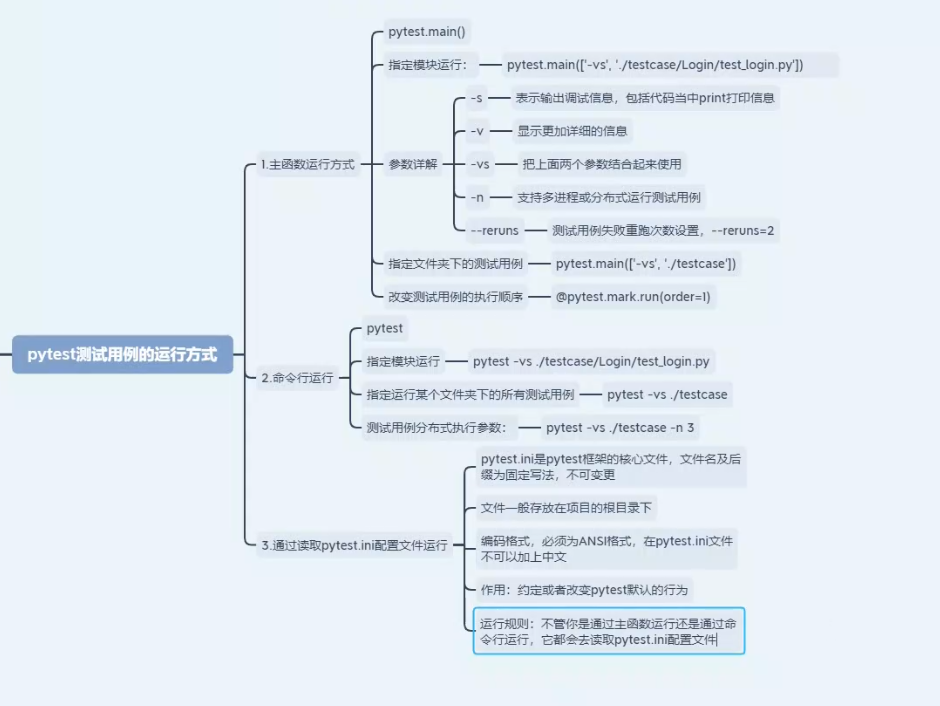 pytest测试用例的运行方式
1.主函数运行方式
pytest.main()
指定模块运行：
pytest.main(['-vs', './testcase/Login/test_login.py'])
参数详解
-s
表示输出调试信息，包括代码当中print打印信息
-v
显示更加详细的信息
-vs
把上面两个参数结合起来使用
-n
支持多进程或分布式运行测试用例
--reruns
测试用例失败重跑次数设置，--reruns=2
指定文件夹下的测试用例
pytest.main(['-vs', './testcase'])
改变测试用例的执行顺序
@pytest.mark.run(order=1)
2.命令行运行
pytest
指定模块运行
pytest -vs ./testcase/Login/test_login.py
指定运行某个文件夹下的所有测试用例
pytest -vs ./testcase
测试用例分布式执行参数：
pytest -vs ./testcase -n 3
3.通过读取pytest.ini配置文件运行
pytest.ini是pytest框架的核心文件，文件名及后
缀为固定写法，不可变更
文件一般存放在项目的根目录下
编码格式，必须为ANSI格式，在pytest.ini文件
不可以加上中文
作用：约定或者改变pytest默认的行为
运行规则：不管你是通过主函数运行还是通过命
令行运行，它都会去读取pytest.ini配置文件